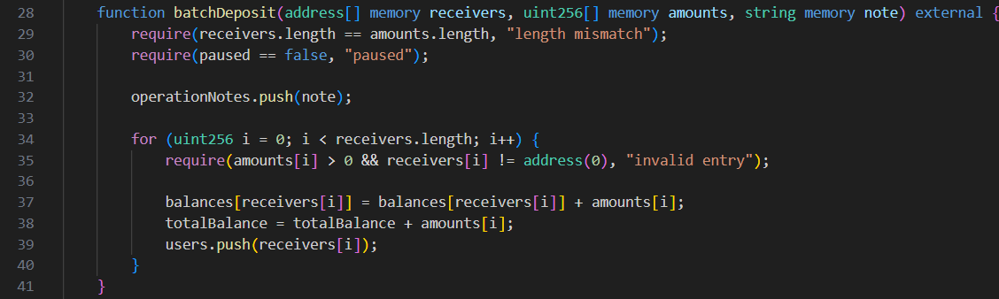 28 function batchDeposit(address[] memory receivers, uint256[] memory amounts, string memory note) external {
29 require(receivers.length == amounts.length, "length mismatch");
30 require(paused == false, "paused");
31
32 operationNotes.push(note);
33
34 for (uint256 i = 0; i < receivers.length; i++) {
35 require(amounts[i] > 0 && receivers[i] != address(0), "invalid entry");
36
37 balances[receivers[i]] = balances[receivers[i]] + amounts[i];
38 totalBalance = totalBalance + amounts[i];
39 users.push(receivers[i]);
40 }
41 }